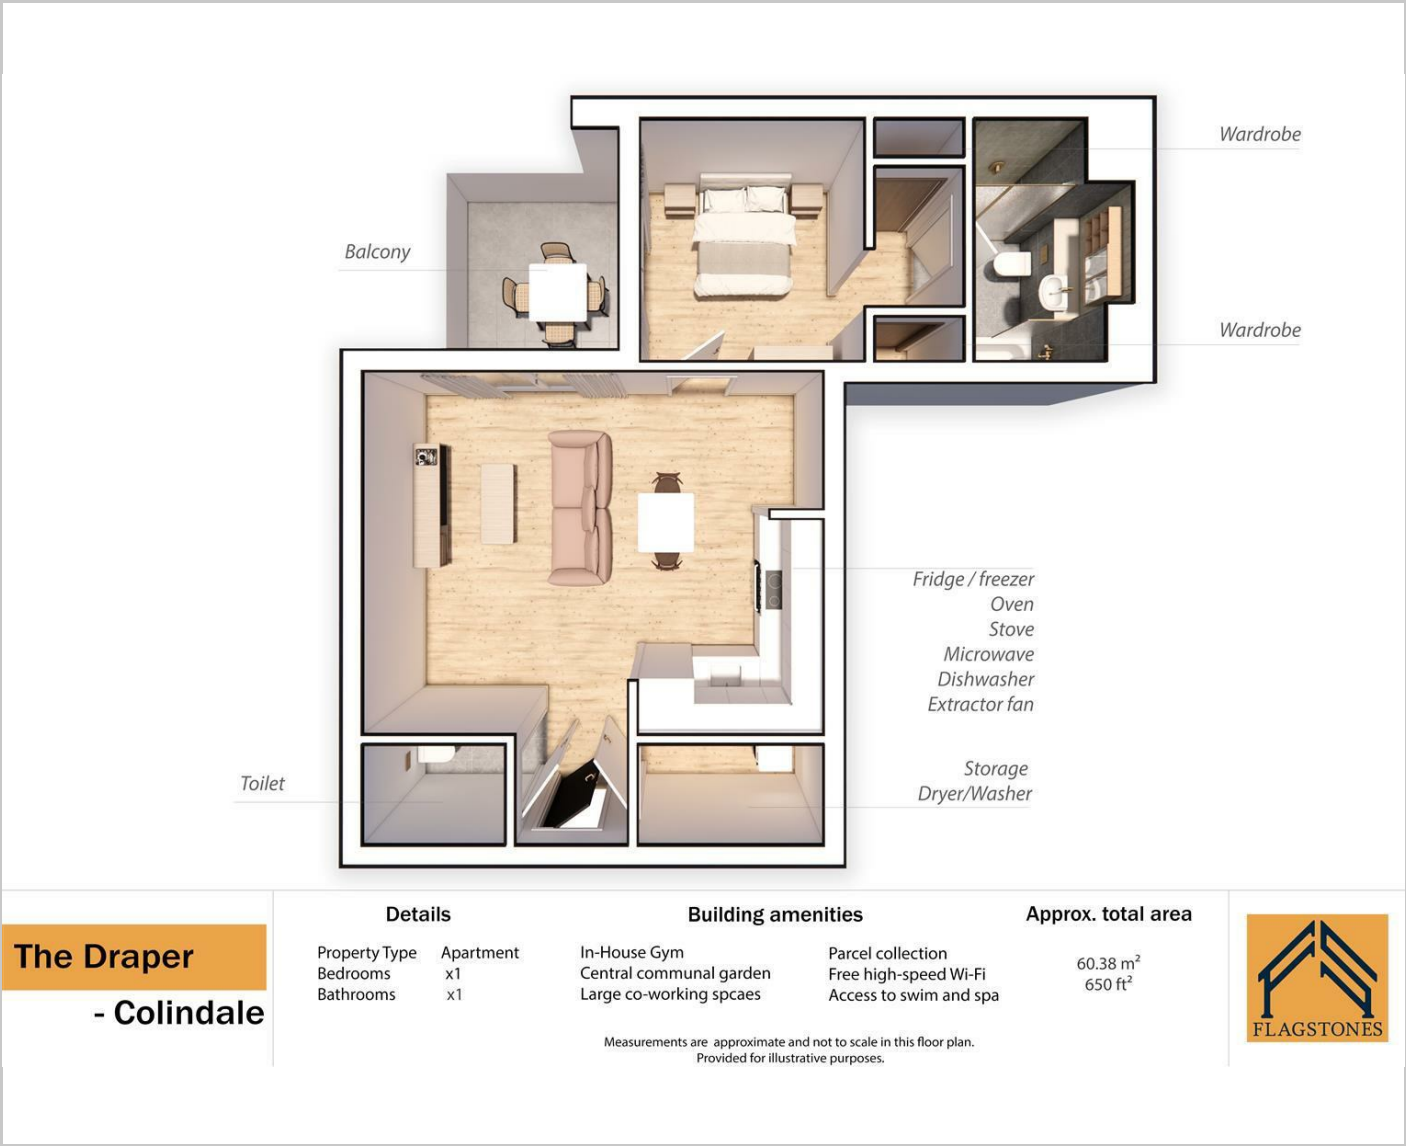 Wardrobe
Balcony
Wardrobe
Fridge / freezer
Oven
Stove
Microwave
Dishwasher
Extractor fan
Storage
Dryer/Washer
Toilet
The Draper
- Colindale
Details
Property Type Apartment
Bedrooms x1
Bathrooms x1
Building amenities
In-House Gym
Central communal garden
Large co-working spcaes
Parcel collection
Free high-speed Wi-Fi
Access to swim and spa
Approx. total area
60.38 m²
650 ft²
Measurements are approximate and not to scale in this floor plan.
Provided for illustrative purposes.
FLAGSTONES